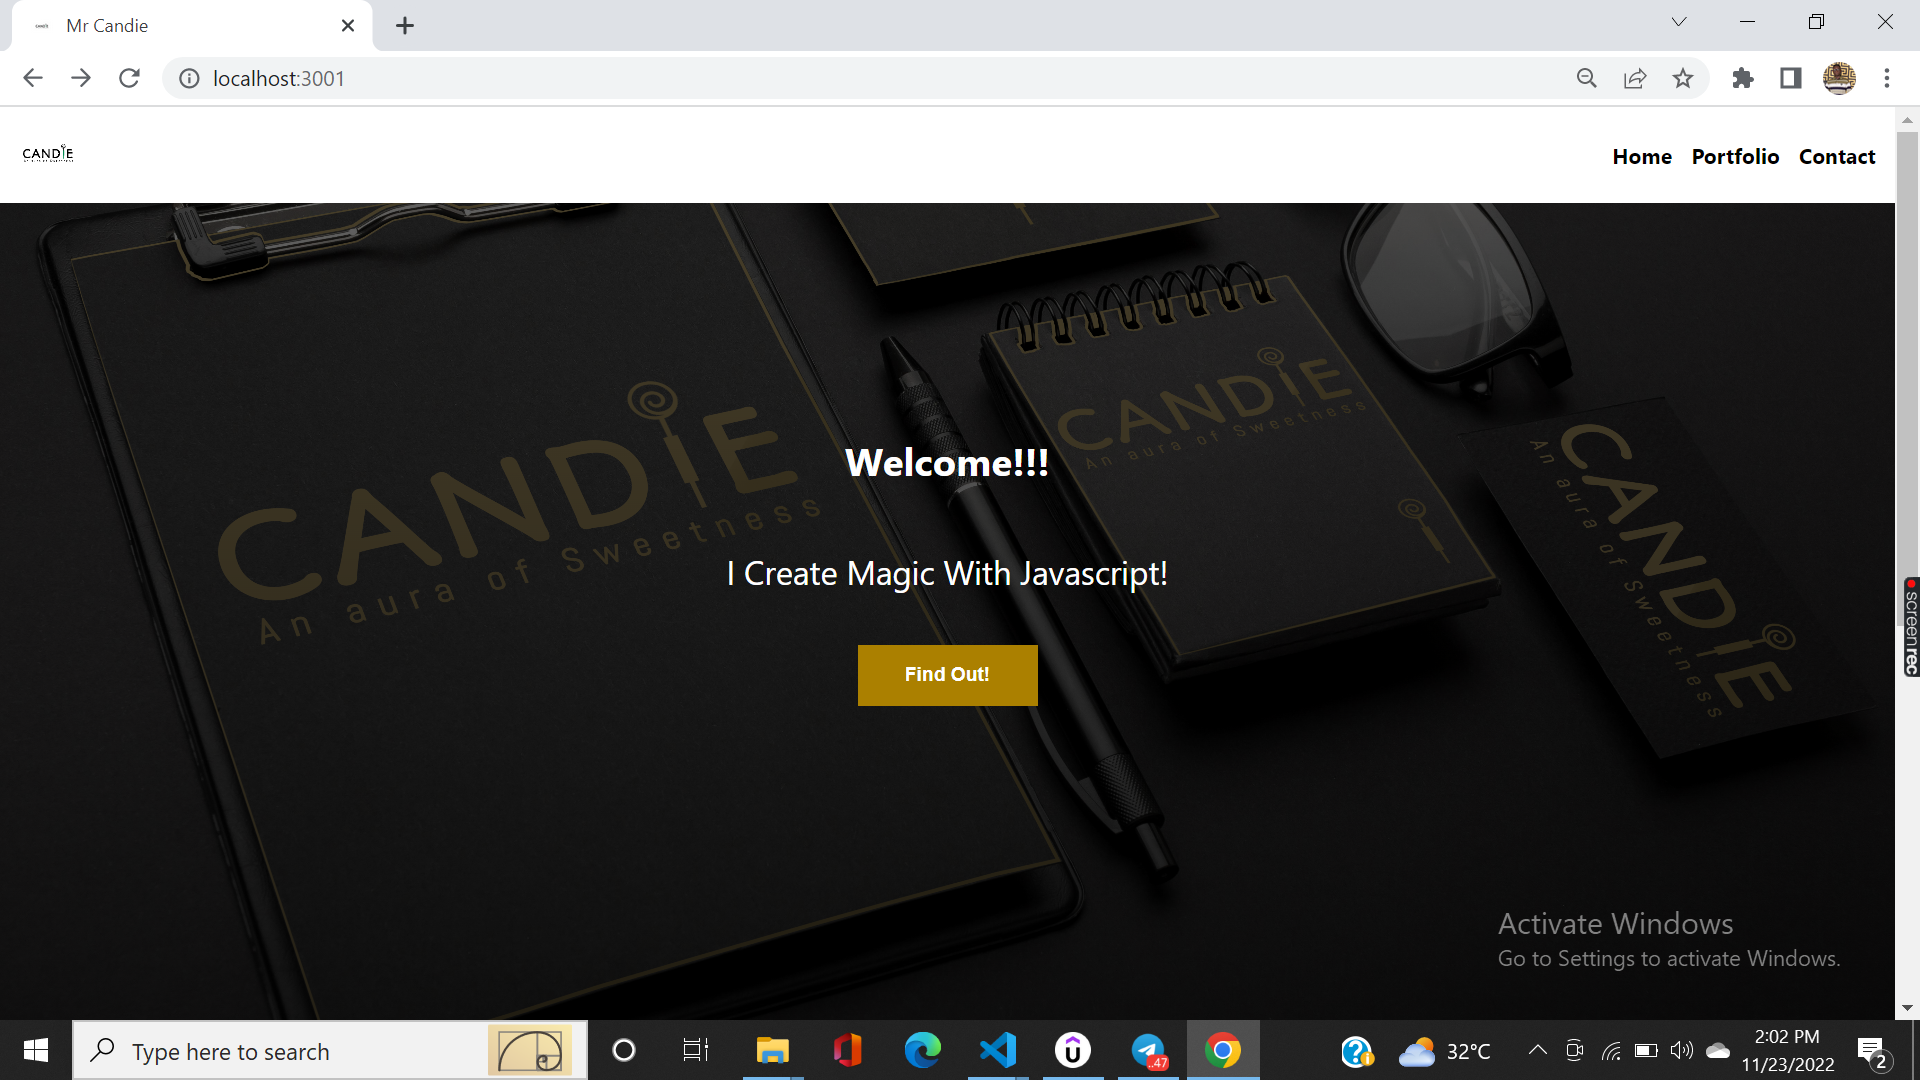 Mr Candie
localhost:3001
CANDIE
Home Portfolio Contact
CANDIE
An aura of Sweetness
CANDIE
An aura of Sweetness
CANDIE
An aura of Sweetness
Welcome!!!
I Create Magic With Javascript!
Find Out!
screenrec
Activate Windows
Go to Settings to activate Windows.
Type here to search
..47
32°C
2:02 PM
11/23/2022
2